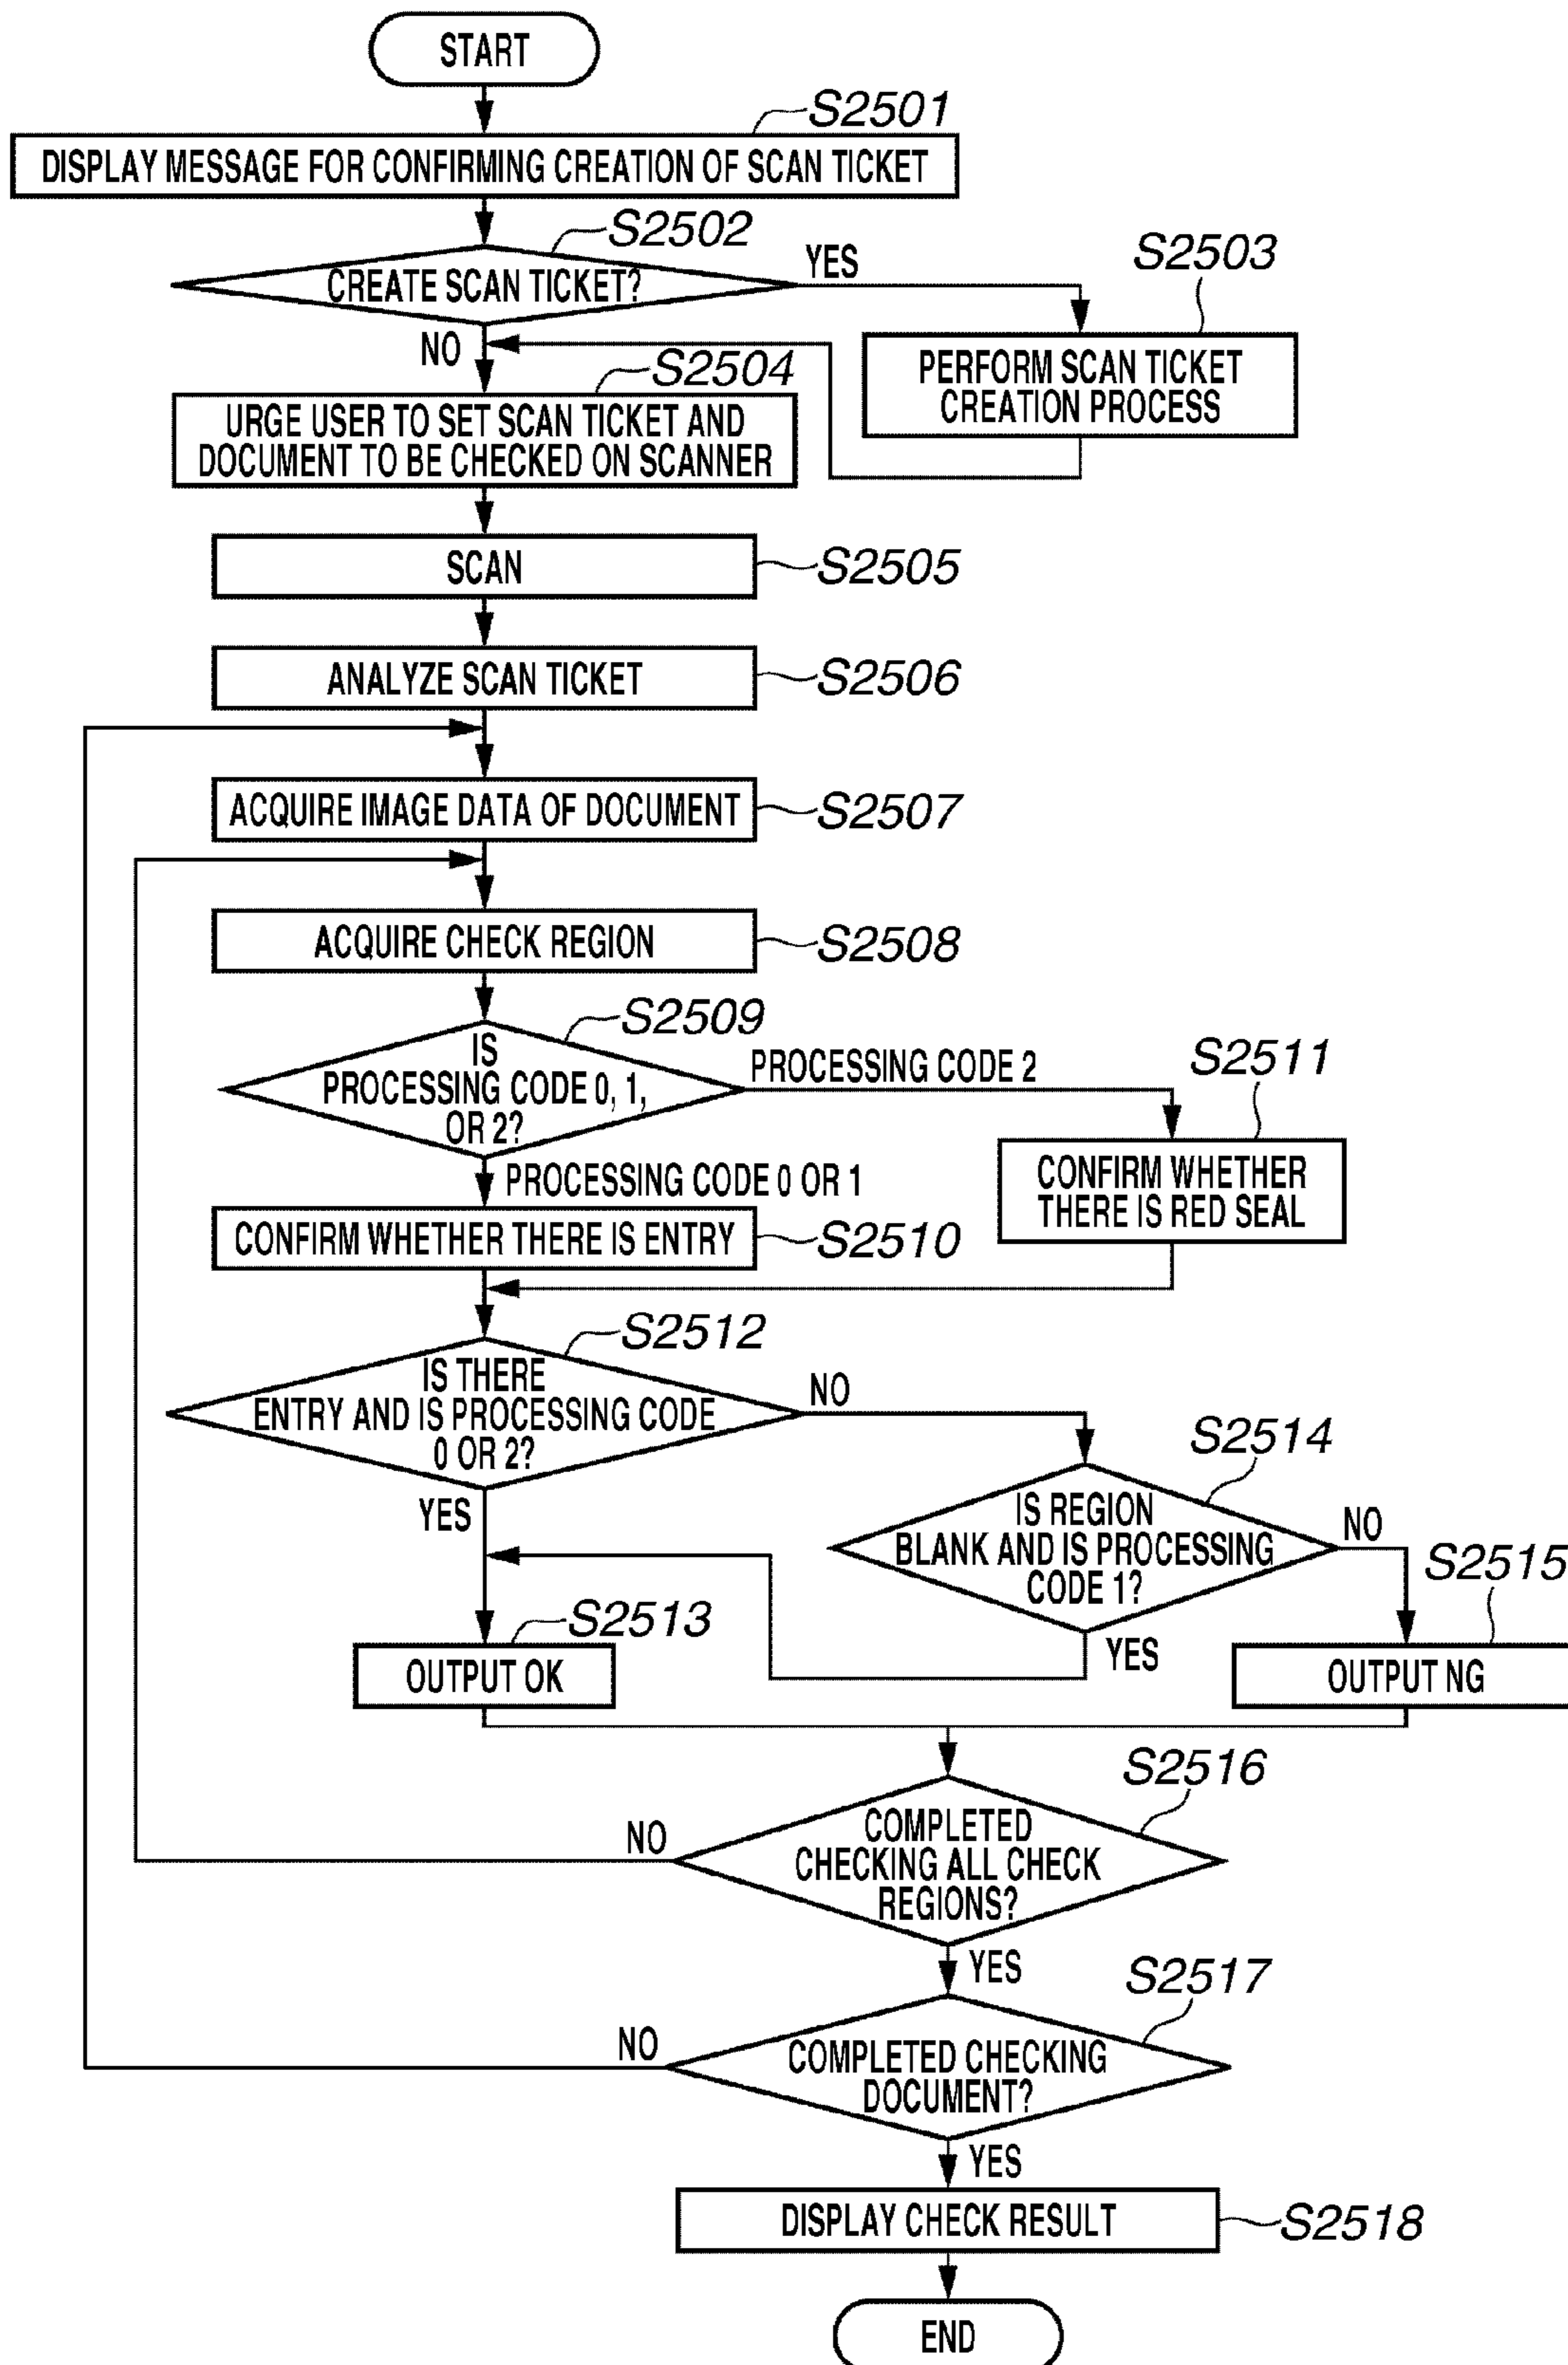 START
S2501
DISPLAY MESSAGE FOR CONFIRMING CREATION OF SCAN TICKET
S2502
CREATE SCAN TICKET?
YES
S2503
PERFORM SCAN TICKET
CREATION PROCESS
NO
S2504
URGE USER TO SET SCAN TICKET AND
DOCUMENT TO BE CHECKED ON SCANNER
SCAN
S2505
ANALYZE SCAN TICKET
S2506
ACQUIRE IMAGE DATA OF DOCUMENT
S2507
ACQUIRE CHECK REGION
S2508
S2509
IS
PROCESSING CODE 0, 1,
OR 2?
PROCESSING CODE 2
S2511
CONFIRM WHETHER
THERE IS RED SEAL
PROCESSING CODE 0 OR 1
CONFIRM WHETHER THERE IS ENTRY
S2510
S2512
IS THERE
ENTRY AND IS PROCESSING CODE
0 OR 2?
NO
S2514
IS REGION
BLANK AND IS PROCESSING
CODE 1?
NO
S2515
YES
S2513
OUTPUT OK
YES
OUTPUT NG
S2516
COMPLETED
CHECKING ALL CHECK
REGIONS?
NO
YES
S2517
COMPLETED CHECKING
DOCUMENT?
NO
YES
DISPLAY CHECK RESULT
S2518
END